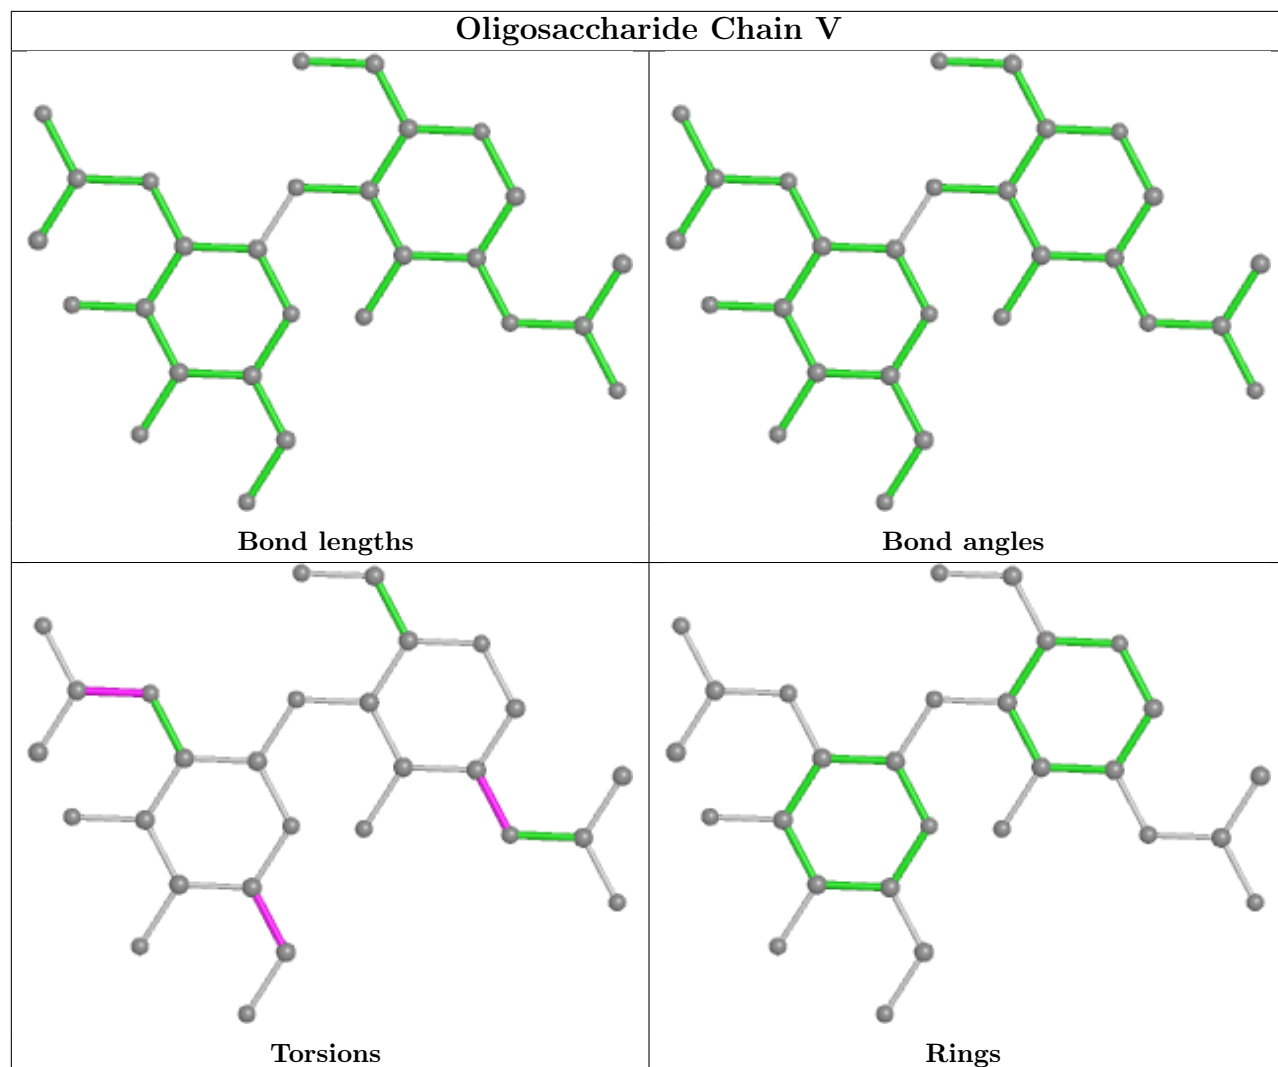 Oligosaccharide Chain V
Bond lengths
Bond angles
Torsions
Rings